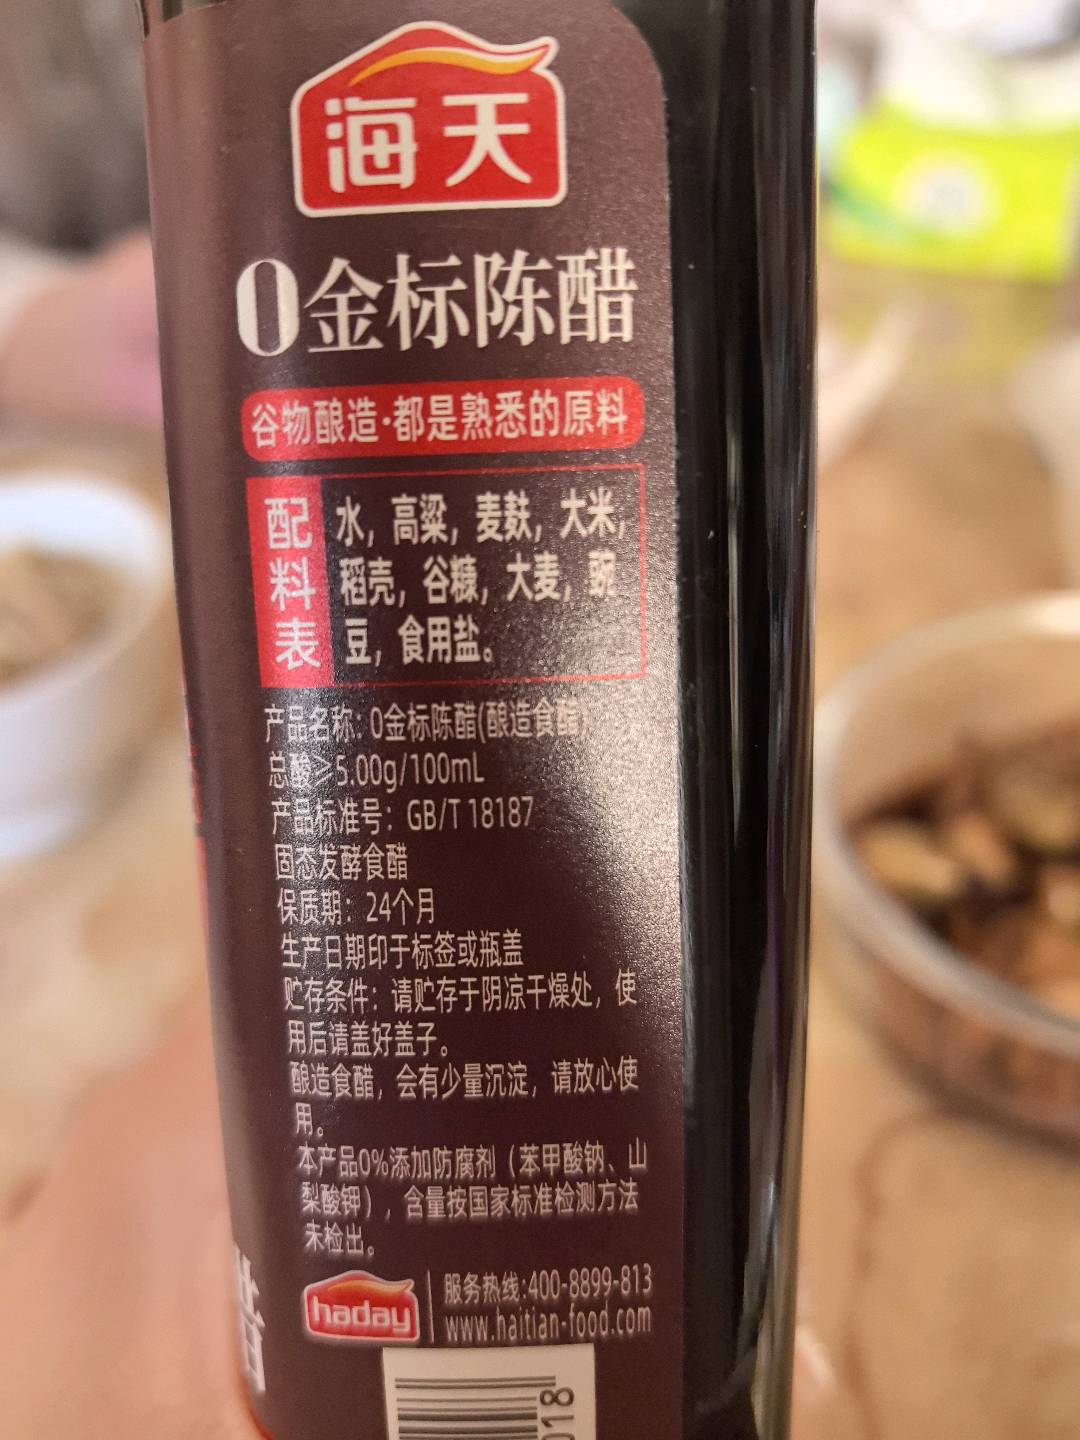 海天
0金标陈醋
谷物酿造·都是熟悉的原料
配料表
水，高粱，麦麸，大米，
稻壳，谷糠，大麦，豌
豆，食用盐。
产品名称：0金标陈醋(酿造食醋)
总酸≥5.00g/100mL
产品标准号：GB/T 18187
固态发酵食醋
保质期：24个月
生产日期印于标签或瓶盖
贮存条件：请贮存于阴凉干燥处，使
用后请盖好盖子。
酿造食醋，会有少量沉淀，请放心使
用。
本产品0%添加防腐剂（苯甲酸钠、山
梨酸钾），含量按国家标准检测方法
未检出。
haday
服务热线:400-8899-813
www.haitian-food.com
018